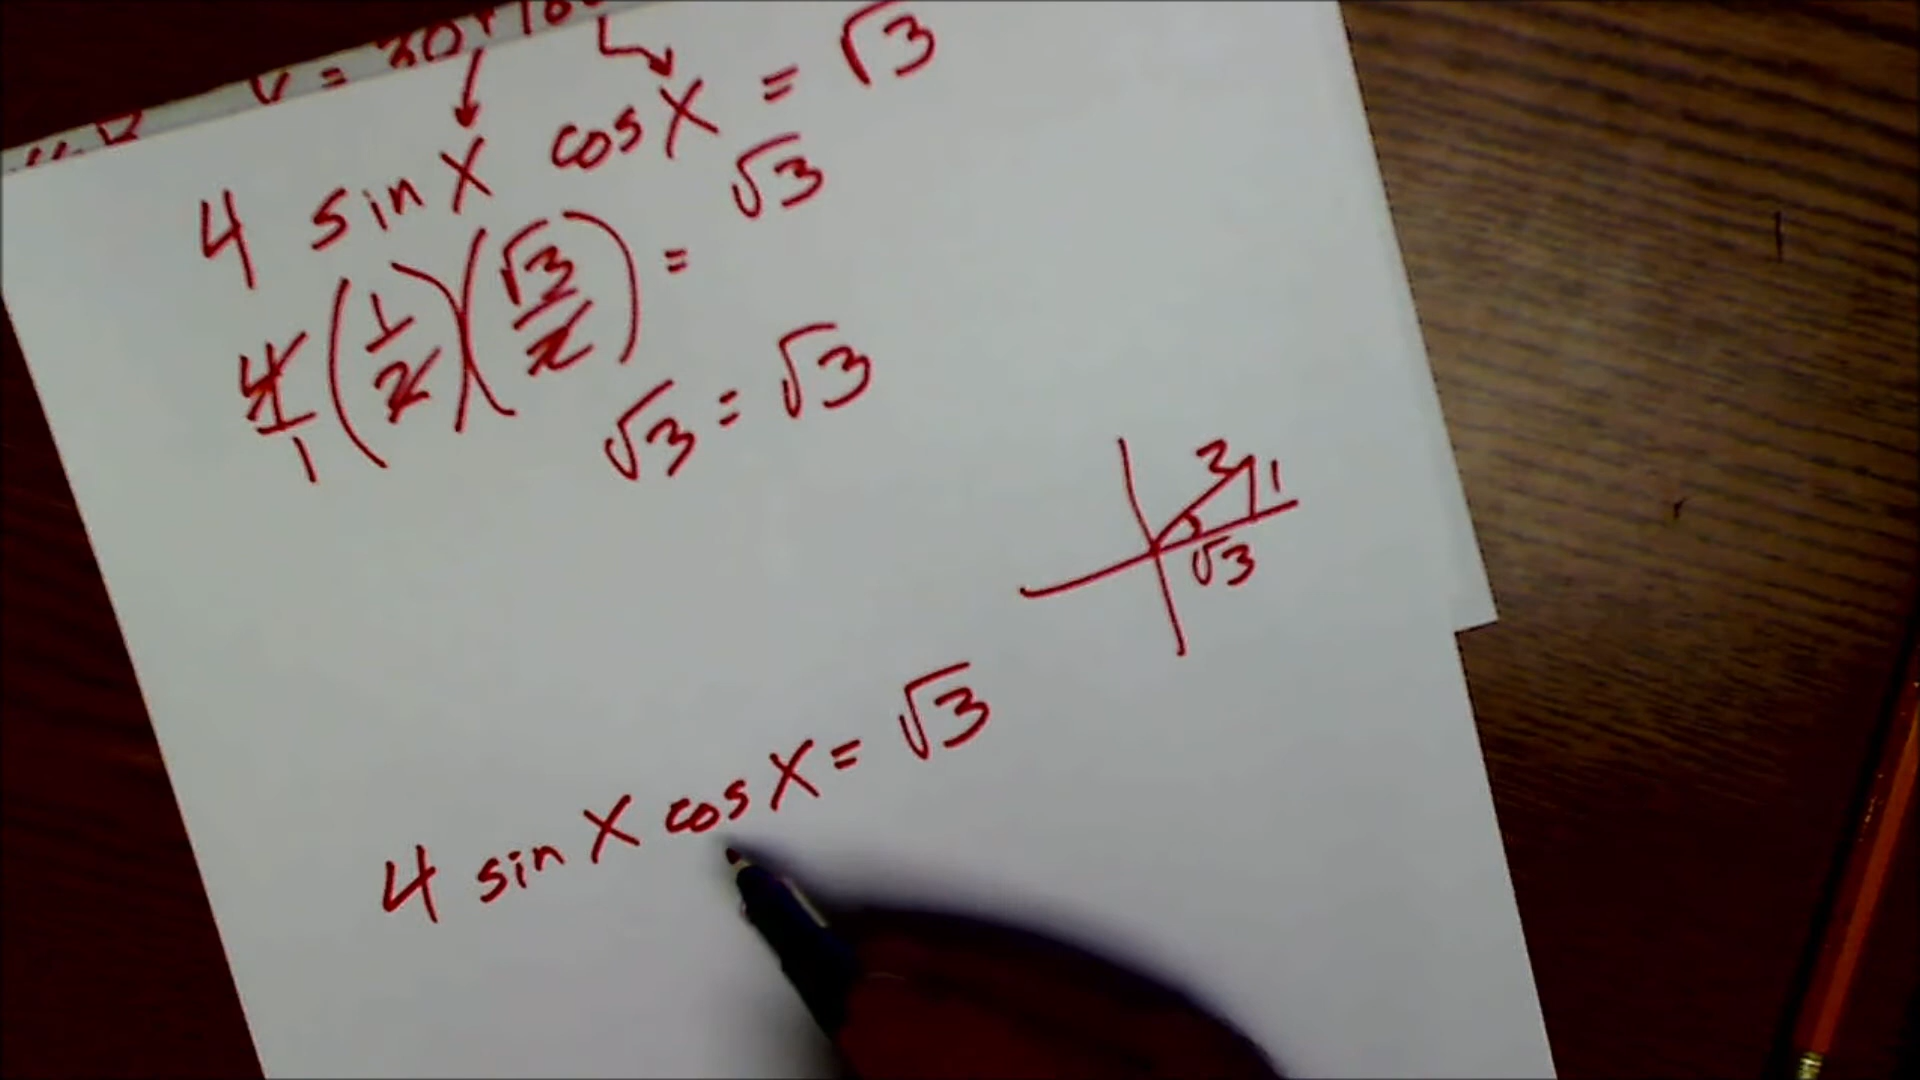 = 30
4 sin X cos X = √3
4/1 (1/2)(√3/2) = √3
√3 = √3
2 1
√3
4 sin X cos X = √3